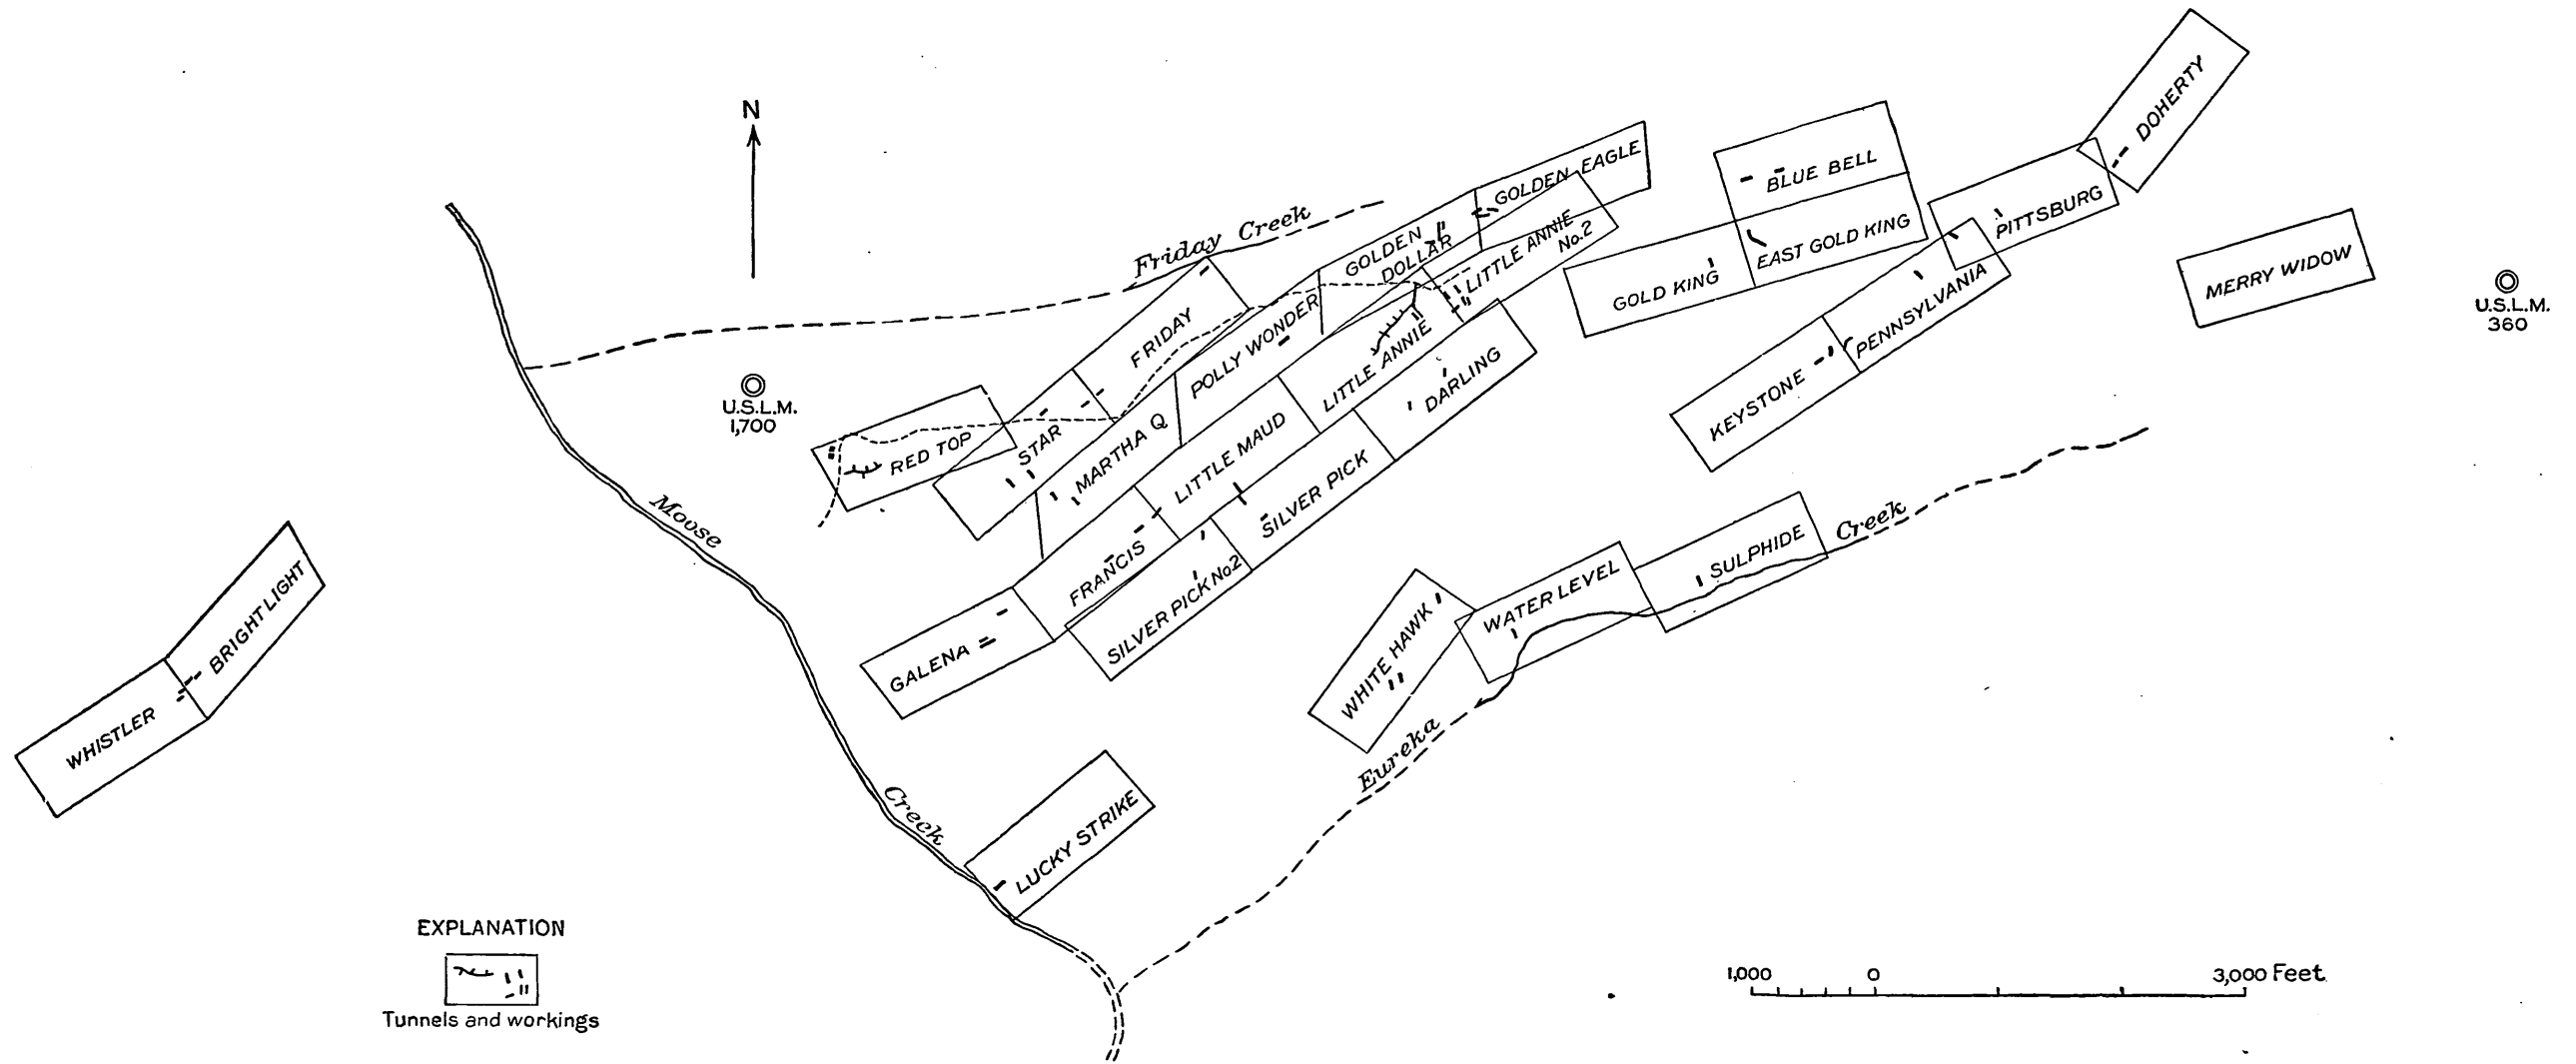 N
DOHERTY
GOLDEN EAGLE
BLUE BELL
PITTSBURG
Friday Creek
GOLDEN
DOLLAR
LITTLE ANNIE
No.2
EAST GOLD KING
GOLD KING
MERRY WIDOW
U.S.L.M.
360
FRIDAY
POLLY WONDER
LITTLE ANNIE
DARLING
PENNSYLVANIA
KEYSTONE
U.S.L.M.
1,700
RED TOP
STAR
MARTHA Q
LITTLE MAUD
SILVER PICK
Moose
Creek
FRANCIS
SILVER PICK No2
GALENA
SULPHIDE
Creek
WATER LEVEL
WHITE HAWK
Eureka
BRIGHT LIGHT
WHISTLER
LUCKY STRIKE
EXPLANATION
Tunnels and workings
1,000 0 3,000 Feet